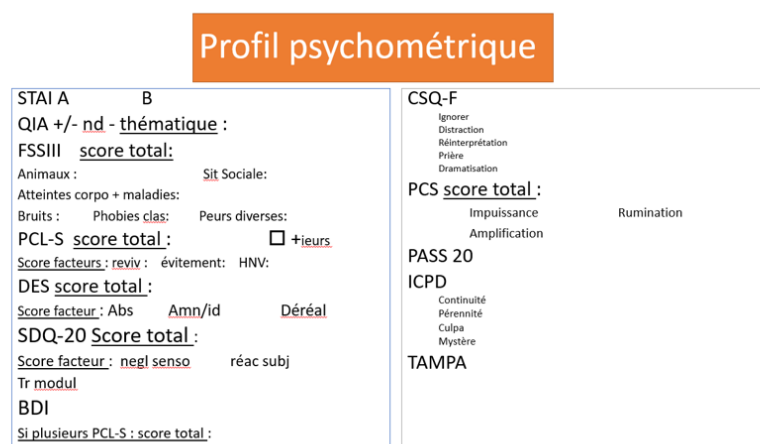 Profil psychométrique
STAI A B
QIA +/- nd - thématique :
FSSIII score total:
Animaux : Sit Sociale:
Atteintes corpo + maladies:
Bruits : Phobies clas: Peurs diverses:
PCL-S score total : □ +ieurs
Score facteurs : reviv : évitement: HNV:
DES score total :
Score facteur : Abs Amn/id Déréal
SDQ-20 Score total :
Score facteur : negl senso réac subj
Tr modul
BDI
Si plusieurs PCL-S : score total :
CSQ-F
Ignorer
Distraction
Réinterprétation
Prière
Dramatisation
PCS score total :
Impuissance Rumination
Amplification
PASS 20
ICPD
Continuité
Pérennité
Culpa
Mystère
TAMPA